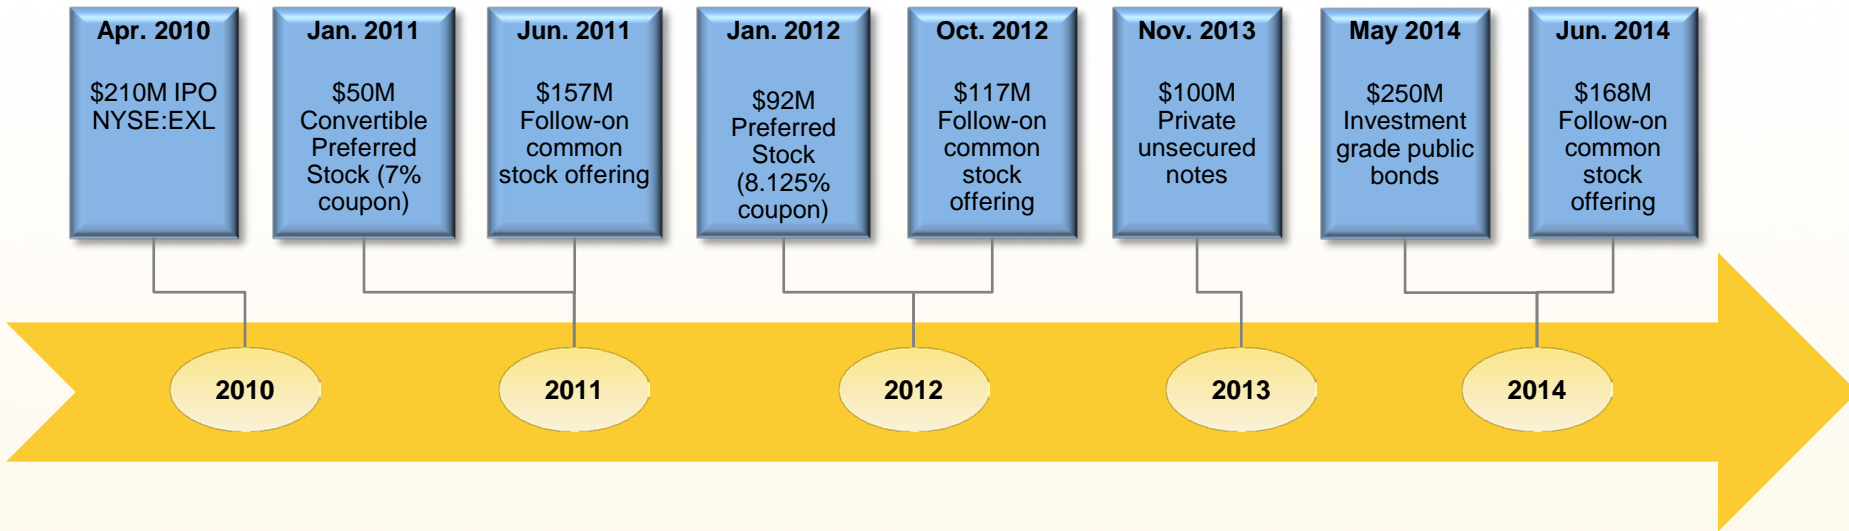 Apr. 2010
$210M IPO
NYSE:EXL
Jan. 2011
$50M
Convertible
Preferred
Stock (7%
coupon)
Jun. 2011
$157M
Follow-on
common
stock offering
Jan. 2012
$92M
Preferred
Stock
(8.125%
coupon)
Oct. 2012
$117M
Follow-on
common
stock
offering
Nov. 2013
$100M
Private
unsecured
notes
May 2014
$250M
Investment
grade public
bonds
Jun. 2014
$168M
Follow-on
common
stock
offering
2010
2011
2012
2013
2014